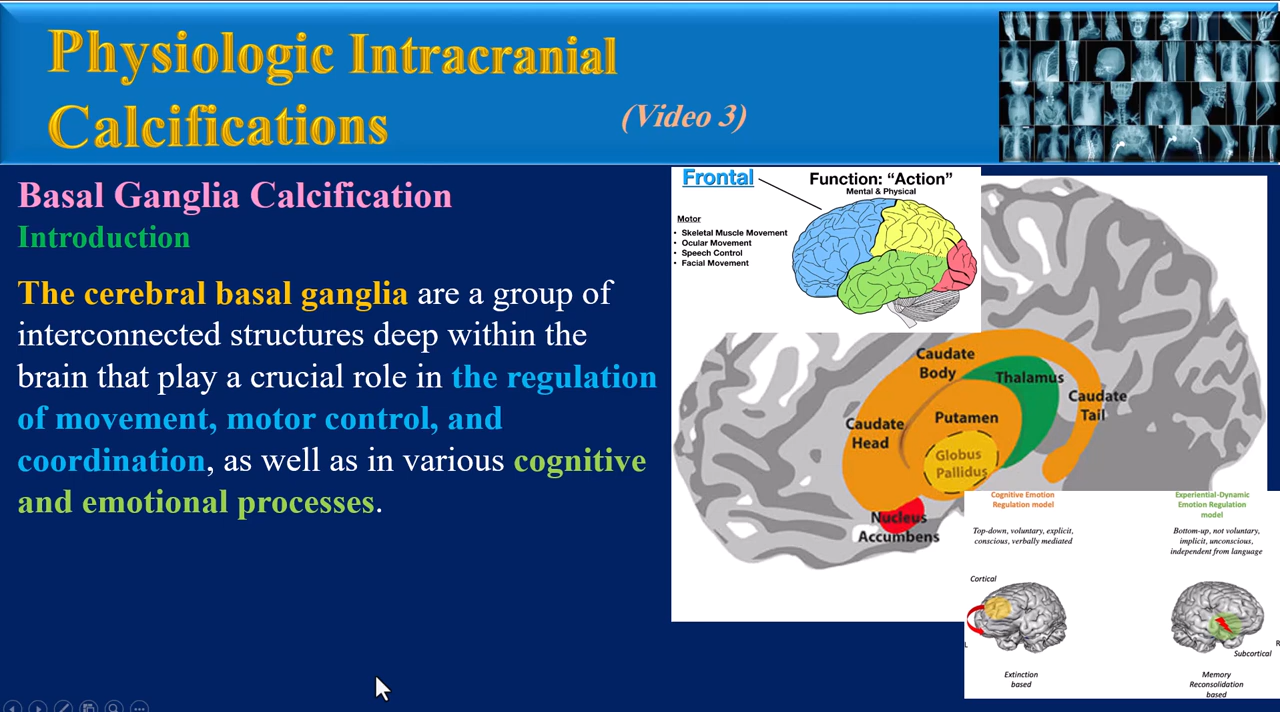 Physiologic Intracranial
Calcifications
(Video 3)
Basal Ganglia Calcification
Introduction
The cerebral basal ganglia are a group of
interconnected structures deep within the
brain that play a crucial role in the regulation
of movement, motor control, and
coordination, as well as in various cognitive
and emotional processes.
Frontal
Function: “Action”
Mental & Physical
Motor
• Skeletal Muscle Movement
• Ocular Movement
• Speech Control
• Facial Movement
Caudate
Body
Thalamus
Caudate
Tail
Putamen
Caudate
Head
Globus
Pallidus
Nucleus
Accumbens
Cognitive Emotion
Regulation model
Top-down, voluntary, explicit,
conscious, verbally mediated
Cortical
L
Extinction
based
Experiential-Dynamic
Emotion Regulation
model
Bottom-up, not voluntary,
implicit, unconscious,
independent from language
R
Subcortical
Memory
Reconsolidation
based